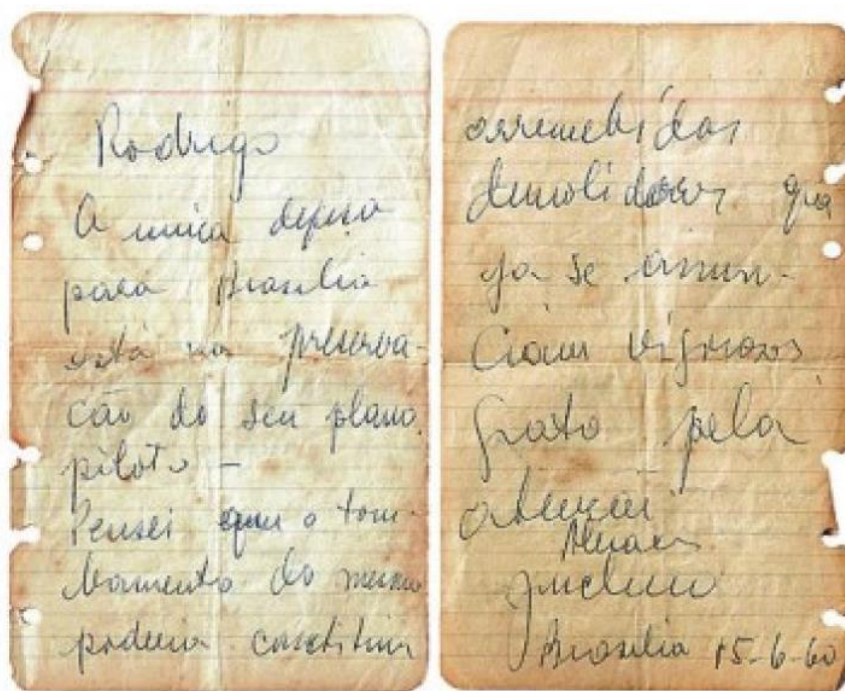 Rodrigo
A unica defesa
para Brasilia
está na preserva-
ção do seu plano
piloto -
Pensei que o tom-
bamento do mesmo
poderia constituir
arremetidas
demolidoras que
ja se anun-
ciam vigorosas
Grato pela
atenção
Abraços
Juscelino
Brasilia 15-6-60